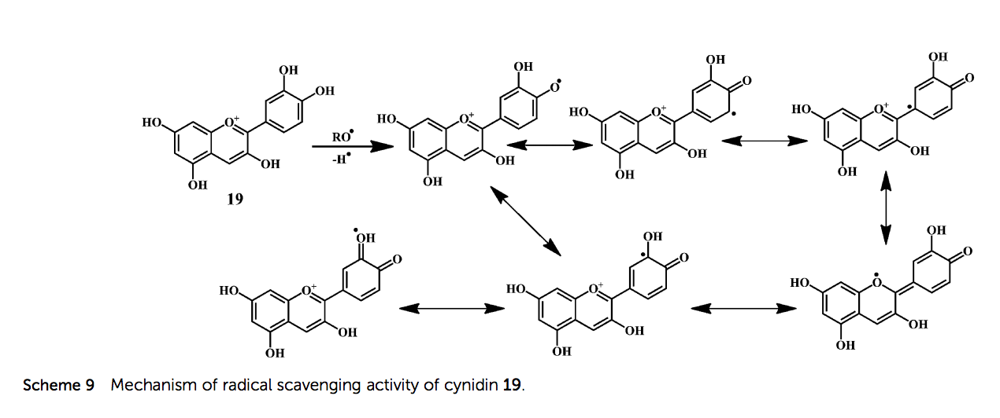 OH
OH
HO
O+
OH
OH
19
RO•
-H•
OH
O•
HO
O+
OH
OH
OH
O
HO
O+
OH
OH
OH
O
HO
O+
OH
OH
•OH
O
HO
O+
OH
OH
OH
O
HO
O+
OH
OH
OH
O
HO
O
OH
OH
Scheme 9 Mechanism of radical scavenging activity of cynidin 19.